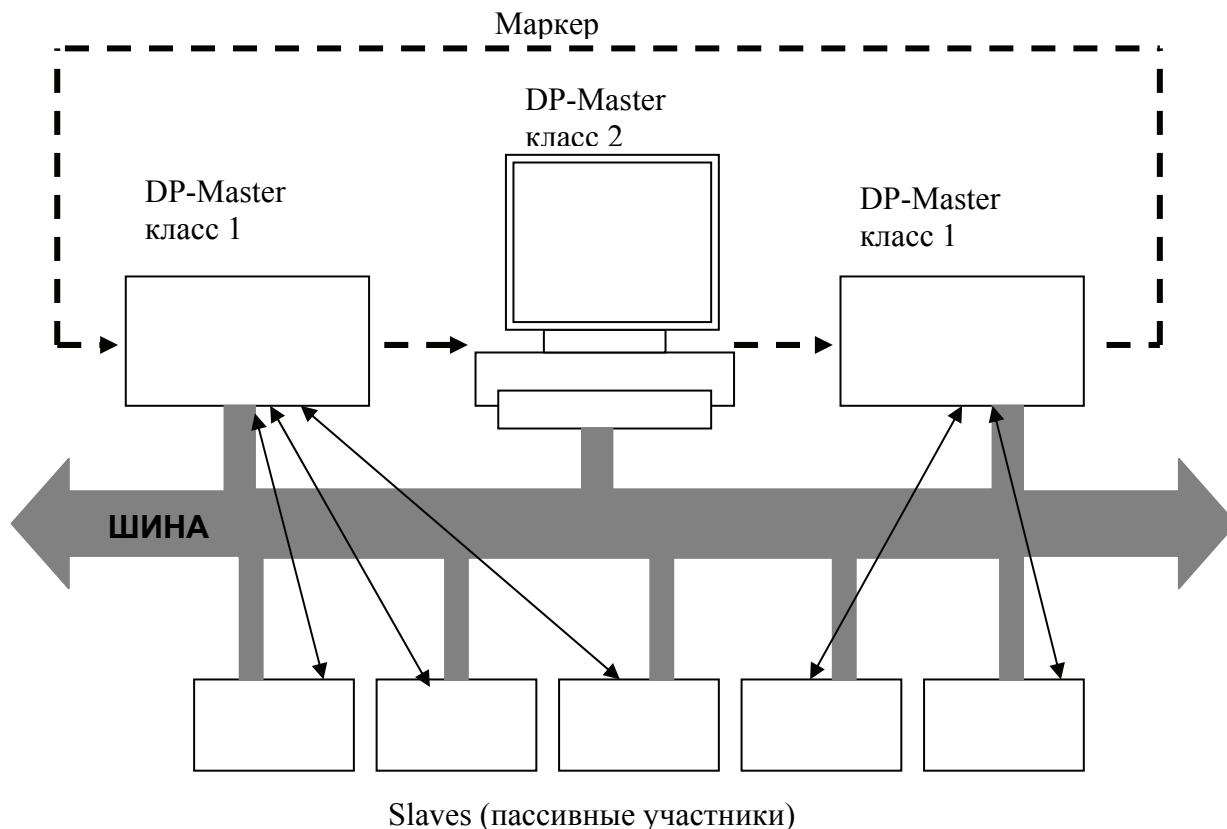 Маркер
DP-Master
класс 2
DP-Master
класс 1
DP-Master
класс 1
ШИНА
Slaves (пассивные участники)